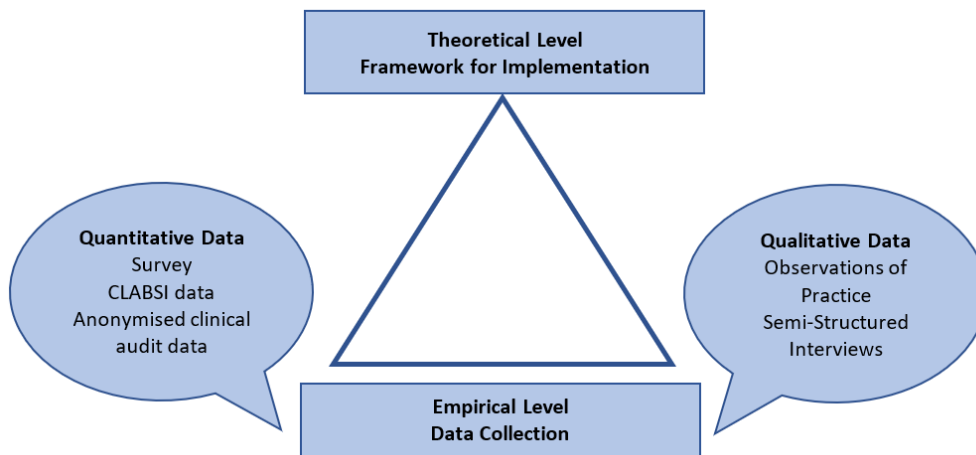 Theoretical Level
Framework for Implementation
Quantitative Data
Survey
CLABSI data
Anonymised clinical
audit data
Qualitative Data
Observations of
Practice
Semi-Structured
Interviews
Empirical Level
Data Collection